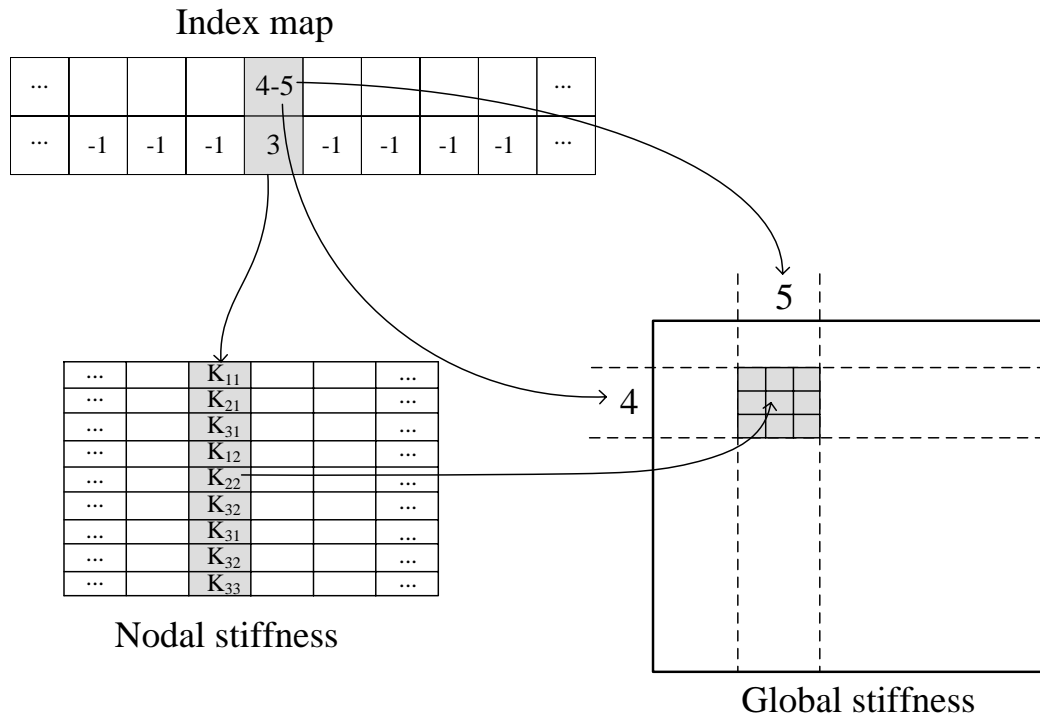 Index map
... 4-5 ...
... -1 -1 -1 3 -1 -1 -1 -1 ...
5
4
... K11 ...
... K21 ...
... K31 ...
... K12 ...
... K22 ...
... K32 ...
... K31 ...
... K32 ...
... K33 ...
Nodal stiffness
Global stiffness